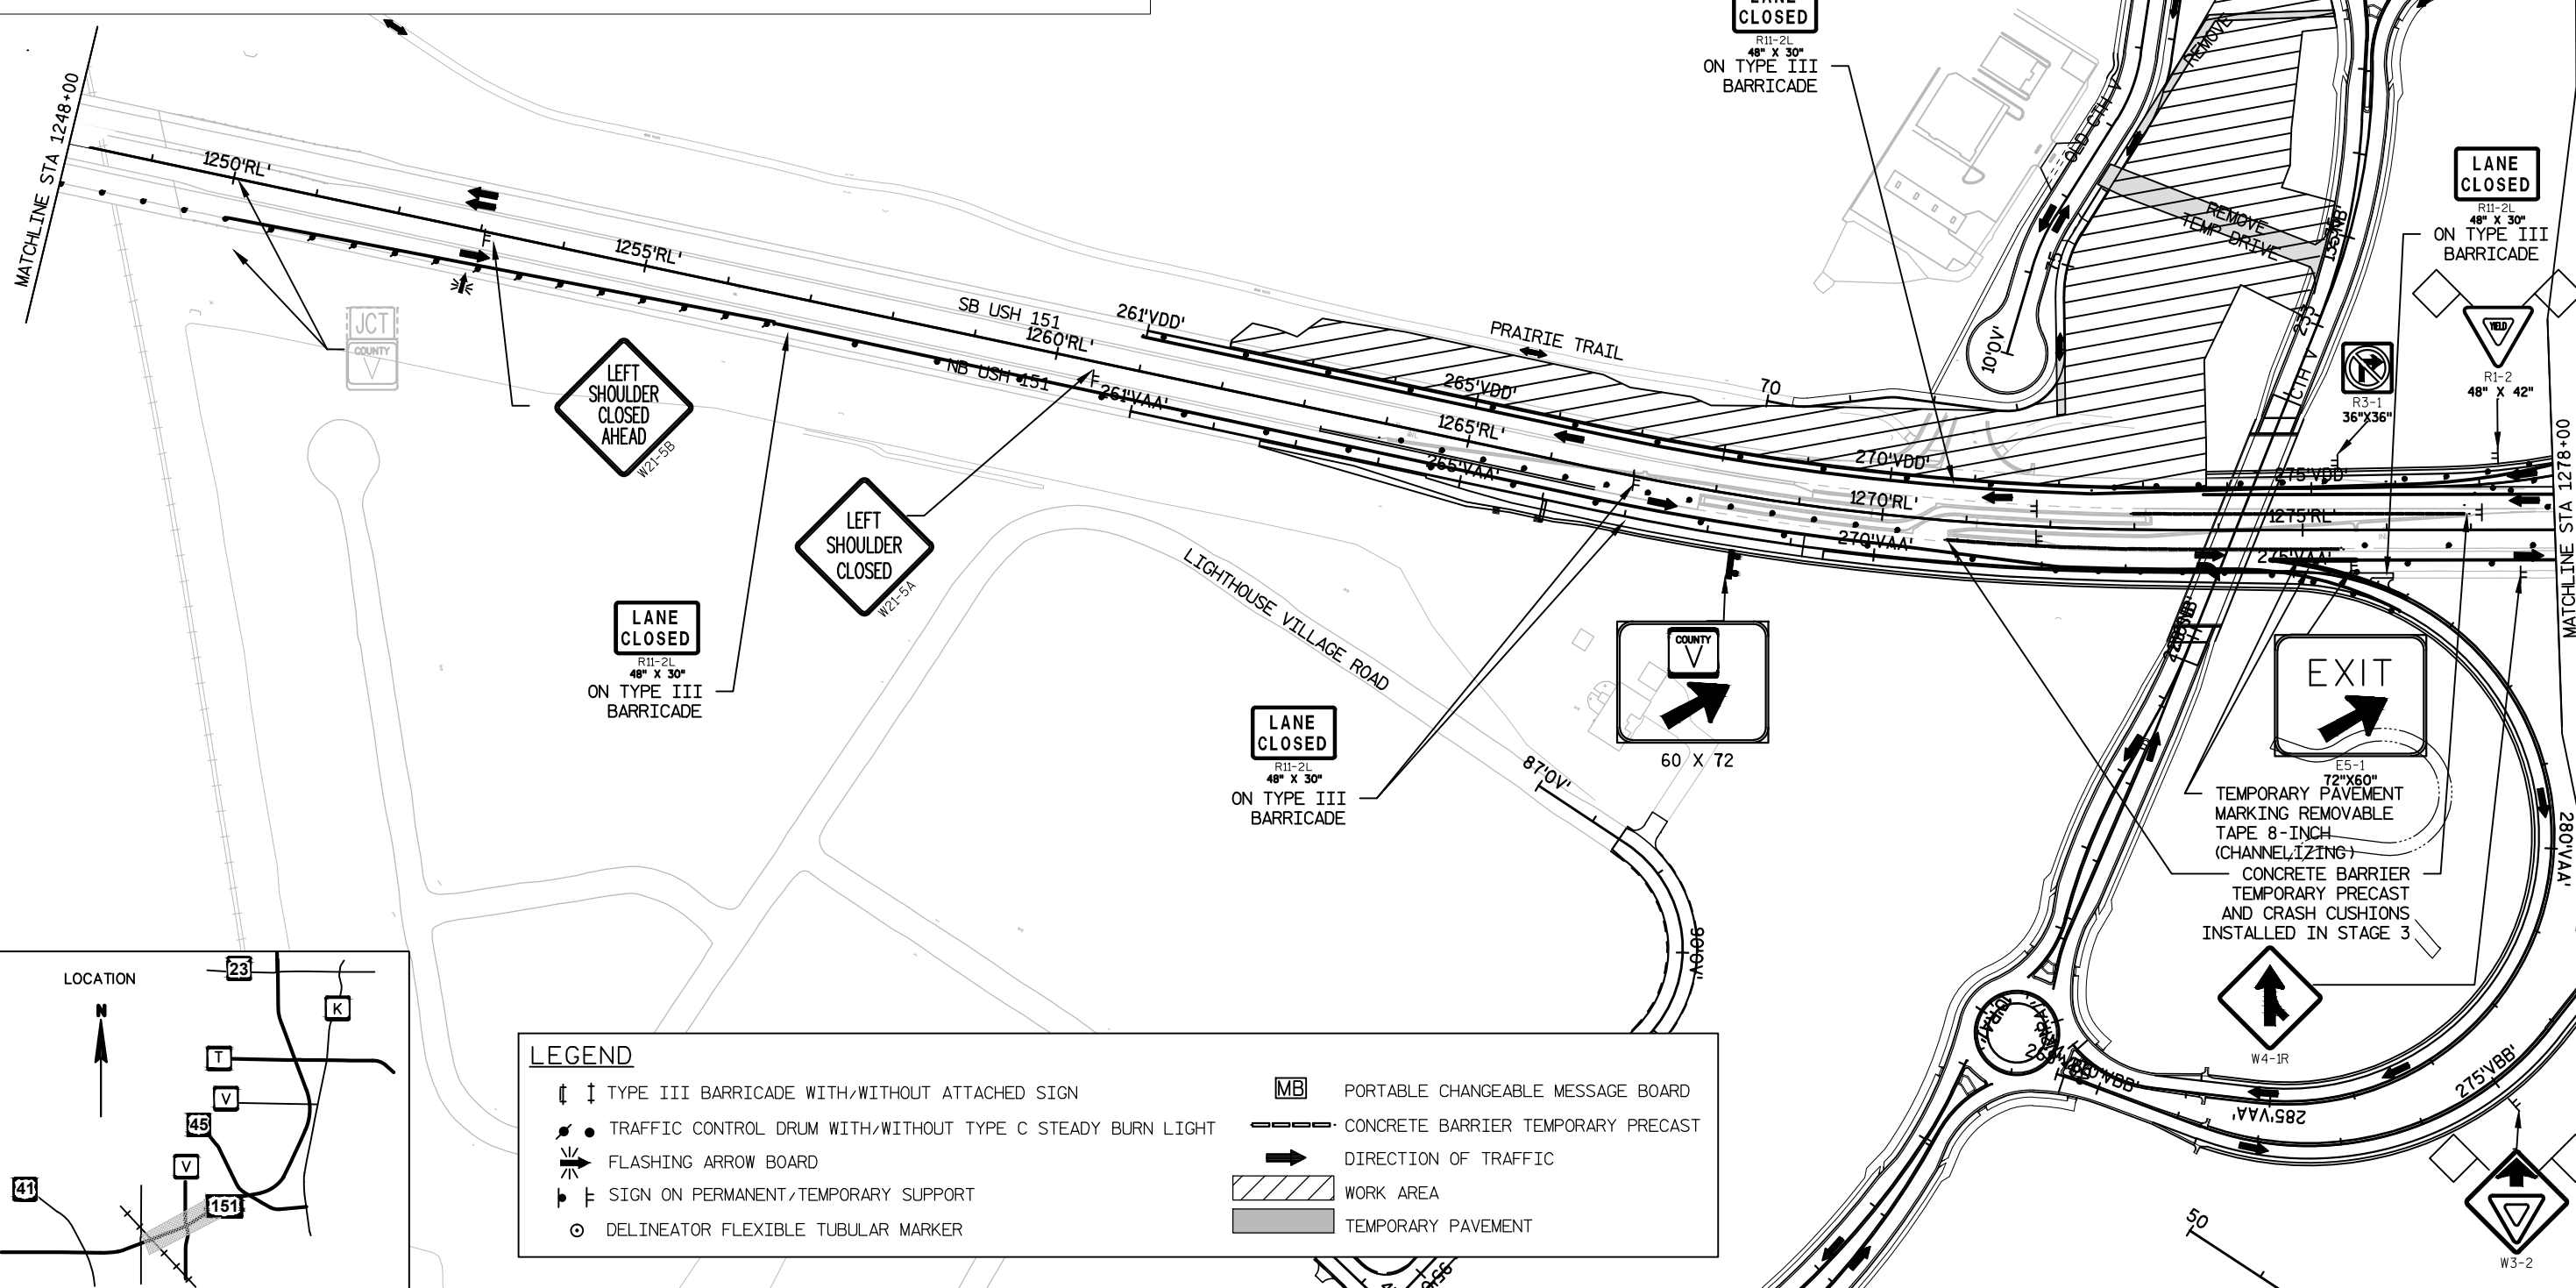 LANE
CLOSED
R11-2L
48" X 30"
ON TYPE III
BARRICADE
MATCHLINE STA 1248+00
1250'RL'
1255'RL'
SB USH 151
1260'RL'
261'VDD'
NB USH 151
261'VAA'
PRAIRIE TRAIL
265'VDD'
1265'RL'
265'VAA'
70
270'VDD'
1270'RL'
270'VAA'
275'VDD'
1275'RL'
275'VAA'
OLD CTH V
75
10'OV'
REMOVE
REMOVE
TEMP DRIVE
CTH V
LANE
CLOSED
R11-2L
48" X 30"
ON TYPE III
BARRICADE
YIELD
R1-2
48" X 42"
R3-1
36"X36"
MATCHLINE STA 1278+00
JCT
COUNTY
V
LEFT
SHOULDER
CLOSED
AHEAD
W21-5B
LEFT
SHOULDER
CLOSED
W21-5A
LANE
CLOSED
R11-2L
48" X 30"
ON TYPE III
BARRICADE
LIGHTHOUSE VILLAGE ROAD
LANE
CLOSED
R11-2L
48" X 30"
ON TYPE III
BARRICADE
COUNTY
V
60 X 72
87'OV'
90'OV'
EXIT
E5-1
72"X60"
TEMPORARY PAVEMENT
MARKING REMOVABLE
TAPE 8-INCH
(CHANNELIZING)
CONCRETE BARRIER
TEMPORARY PRECAST
AND CRASH CUSHIONS
INSTALLED IN STAGE 3
W4-1R
280'VAA'
275'VBB'
285'VAA'
50
W3-2
LOCATION
N
23
K
T
V
45
V
41
151
LEGEND
TYPE III BARRICADE WITH/WITHOUT ATTACHED SIGN
TRAFFIC CONTROL DRUM WITH/WITHOUT TYPE C STEADY BURN LIGHT
FLASHING ARROW BOARD
SIGN ON PERMANENT/TEMPORARY SUPPORT
DELINEATOR FLEXIBLE TUBULAR MARKER
MB PORTABLE CHANGEABLE MESSAGE BOARD
CONCRETE BARRIER TEMPORARY PRECAST
DIRECTION OF TRAFFIC
WORK AREA
TEMPORARY PAVEMENT